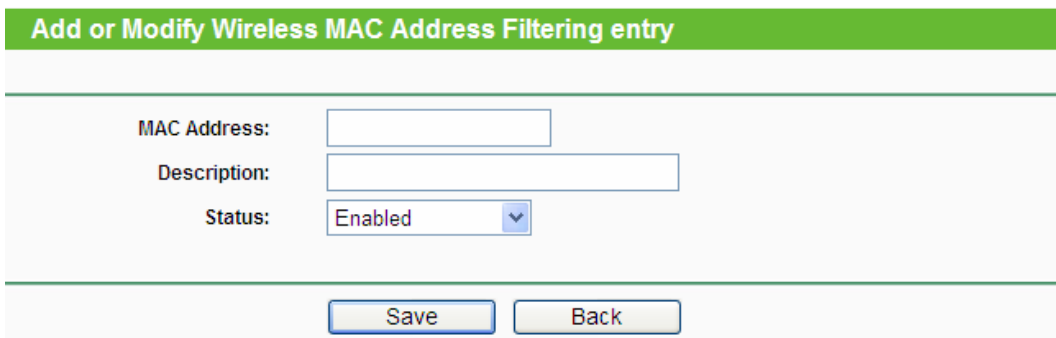 Add or Modify Wireless MAC Address Filtering entry
MAC Address:
Description:
Status: Enabled
Save Back